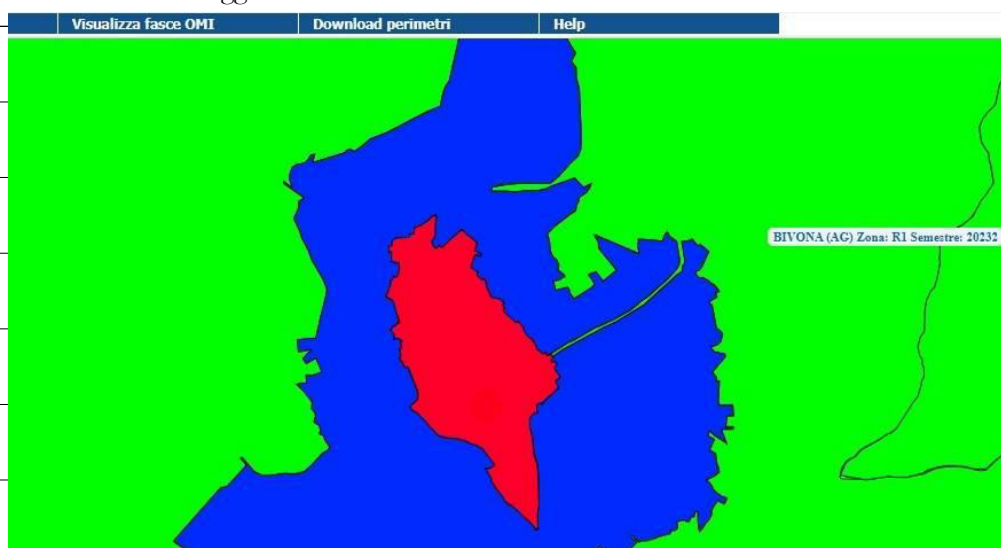 Visualizza fasce OMI
Download perimetri
Help
BIVONA (AG) Zona: R1 Semestre: 20232